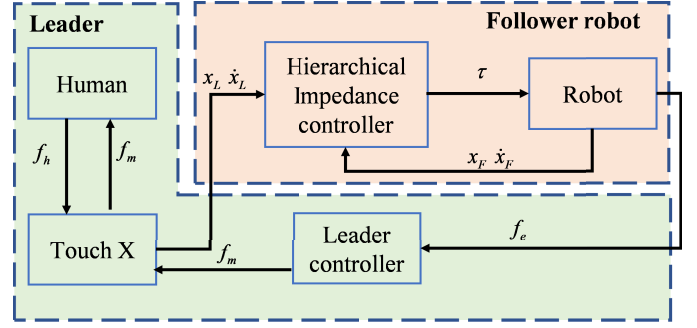 Leader
Follower robot
Human
Hierarchical
Impedance
controller
Robot
x_L ẋ_L
τ
x_F ẋ_F
f_h
f_m
Touch X
f_m
Leader
controller
f_e